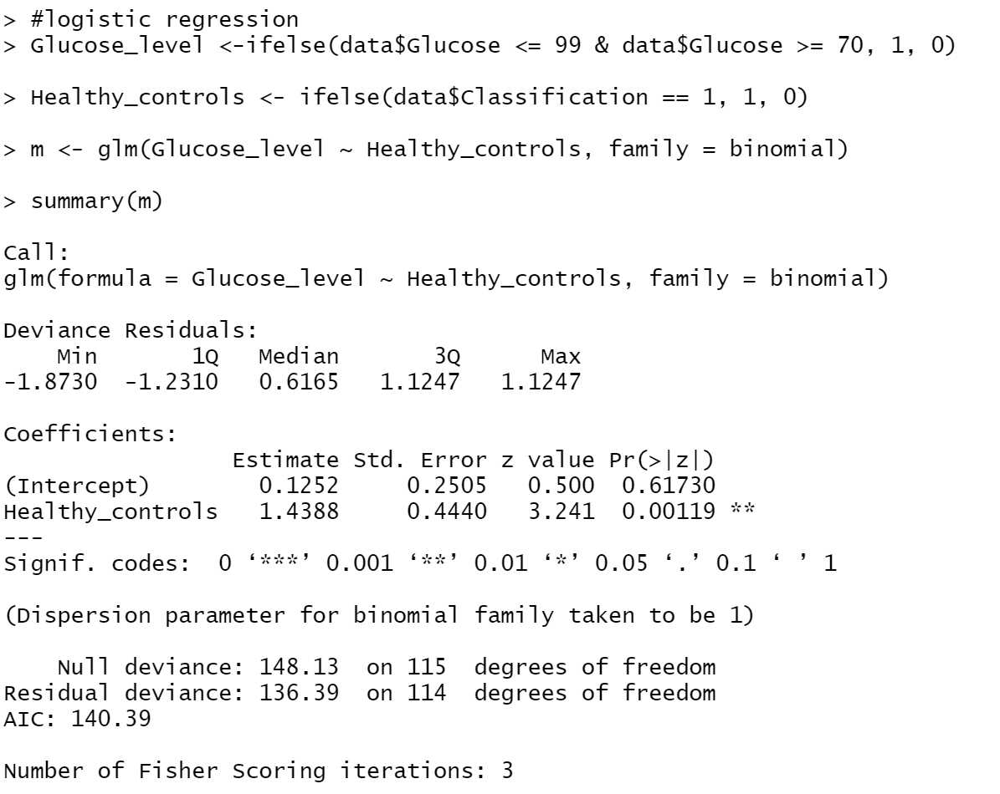 > #logistic regression
> Glucose_level <-ifelse(data$Glucose <= 99 & data$Glucose >= 70, 1, 0)
> Healthy_controls <- ifelse(data$Classification == 1, 1, 0)
> m <- glm(Glucose_level ~ Healthy_controls, family = binomial)
> summary(m)
Call:
glm(formula = Glucose_level ~ Healthy_controls, family = binomial)
Deviance Residuals:
    Min       1Q   Median       3Q      Max
-1.8730  -1.2310   0.6165   1.1247   1.1247
Coefficients:
                 Estimate Std. Error z value Pr(>|z|)
(Intercept)        0.1252     0.2505   0.500  0.61730
Healthy_controls   1.4388     0.4440   3.241  0.00119 **
---
Signif. codes:  0 ‘***’ 0.001 ‘**’ 0.01 ‘*’ 0.05 ‘.’ 0.1 ‘ ’ 1
(Dispersion parameter for binomial family taken to be 1)
    Null deviance: 148.13  on 115  degrees of freedom
Residual deviance: 136.39  on 114  degrees of freedom
AIC: 140.39
Number of Fisher Scoring iterations: 3